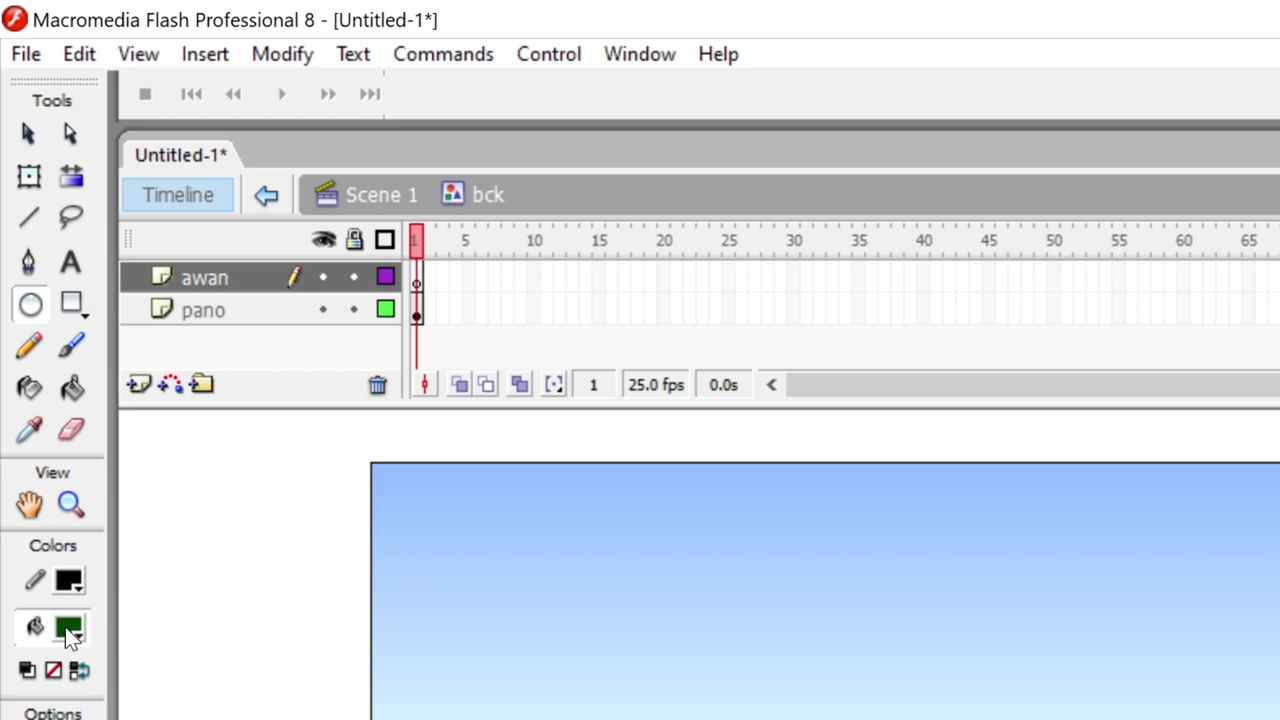 Macromedia Flash Professional 8 - [Untitled-1*]
File Edit View Insert Modify Text Commands Control Window Help
Tools
Untitled-1*
Timeline Scene 1 bck
1 5 10 15 20 25 30 35 40 45 50 55 60 65
awan
pano
1 25.0 fps 0.0s
View
Colors
Options